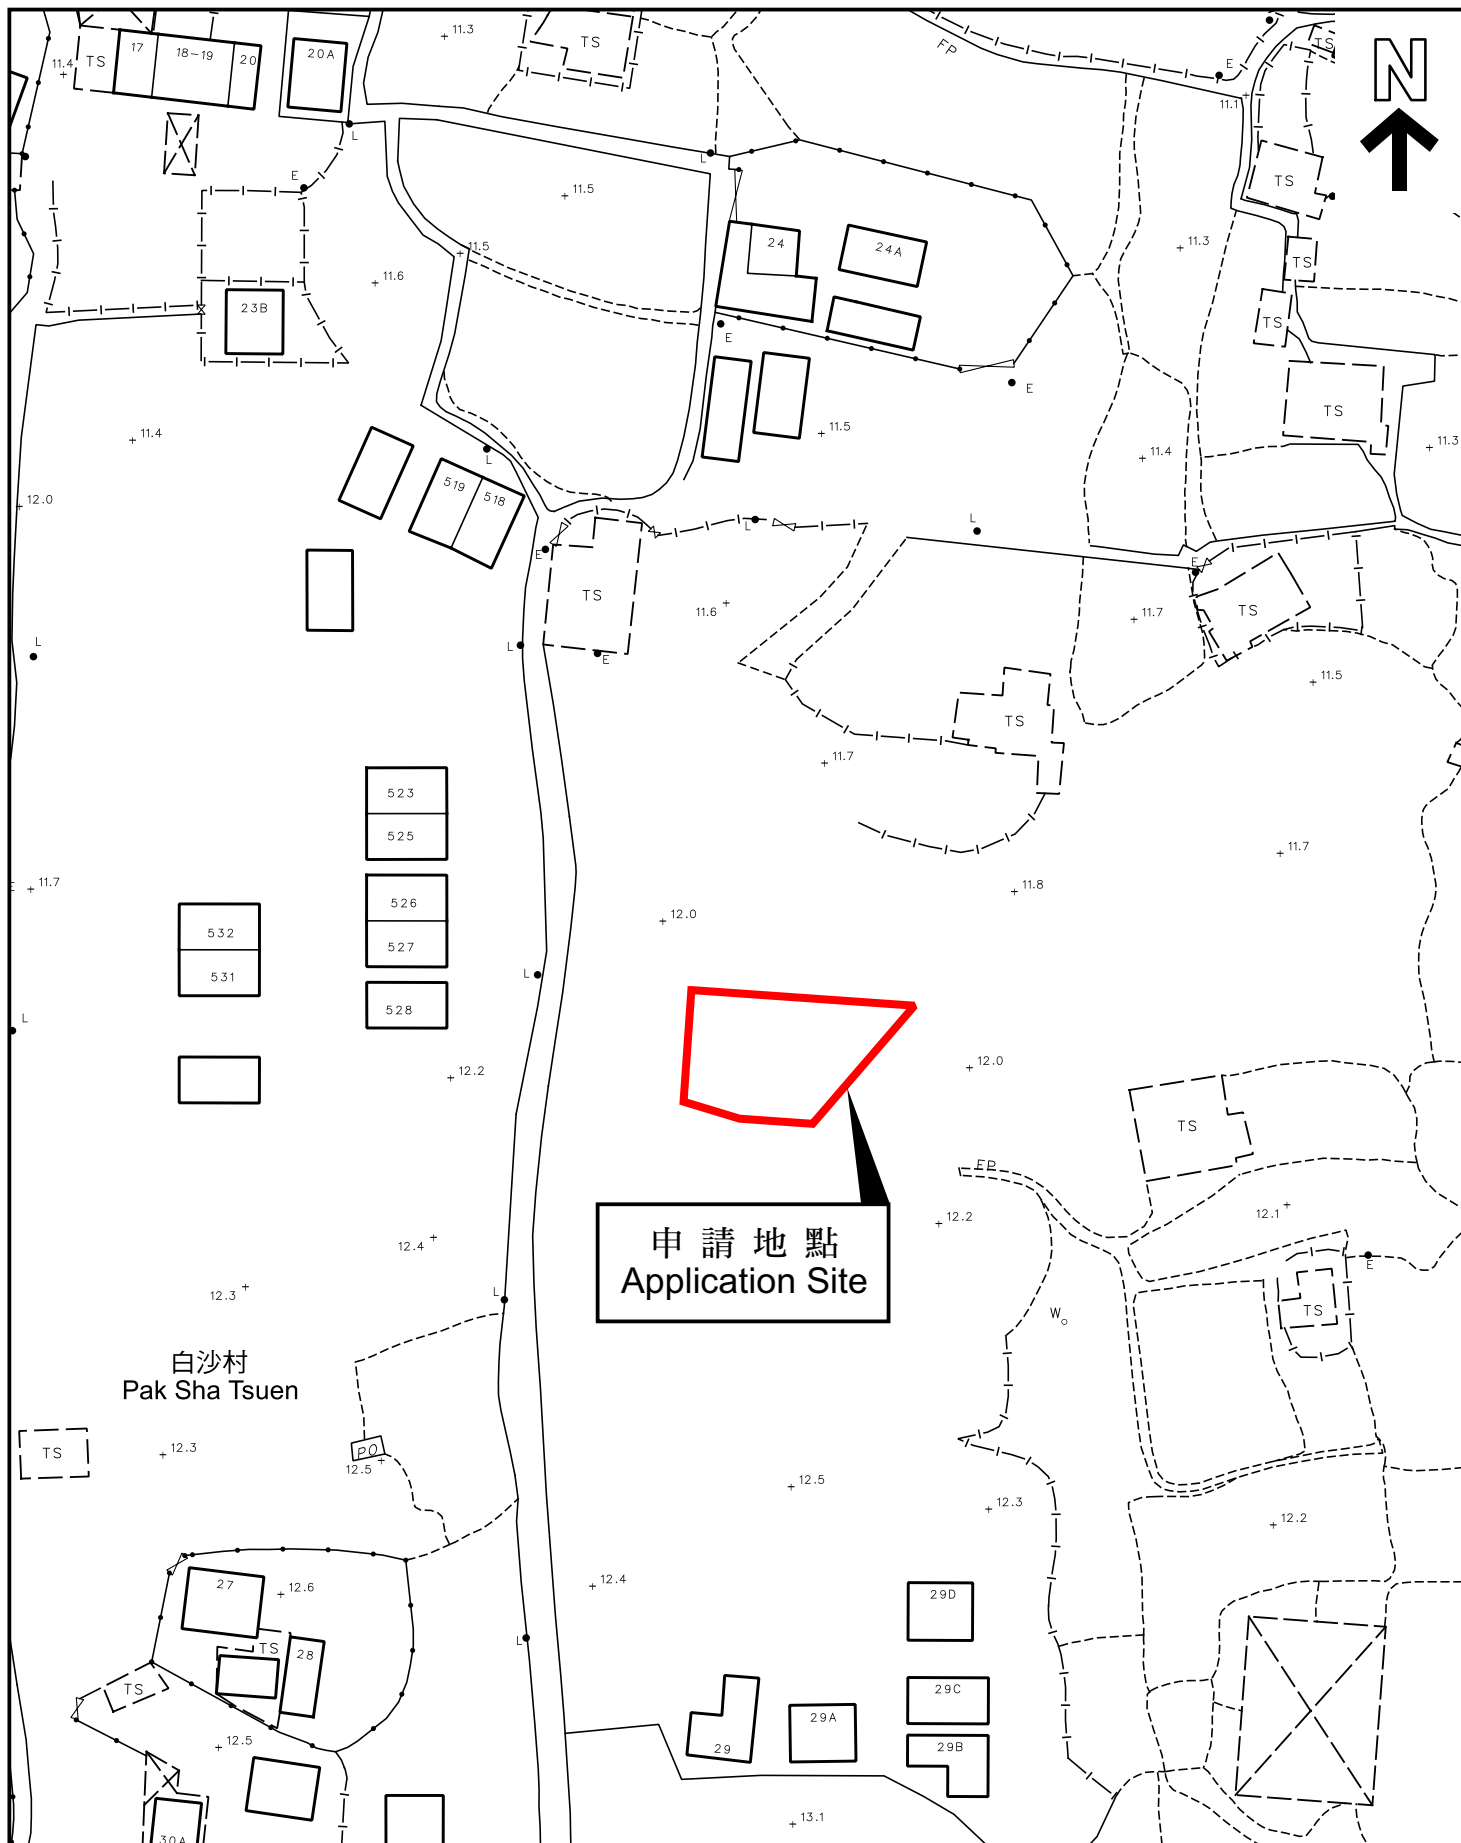 N
17
18-19
20
20A
TS
11.4
11.3
TS
FP
E
11.1
TS
L
L
E
11.5
TS
11.5
24
24A
11.3
TS
11.6
23B
E
TS
E
TS
11.4
11.5
11.4
11.3
519
518
L
12.0
L
L
E
E
TS
11.6
11.7
TS
L
L
E
11.5
TS
11.7
523
525
11.7
E
11.7
11.8
526
12.0
527
532
531
L
528
L
12.0
12.2
TS
FP
12.2
12.1
申請地點
Application Site
12.4
E
12.3
L
TS
W
白沙村
Pak Sha Tsuen
TS
12.3
PO
12.5
12.5
12.3
12.2
27
12.6
12.4
29D
TS
28
L
TS
29C
29A
12.5
29
29B
13.1
30A